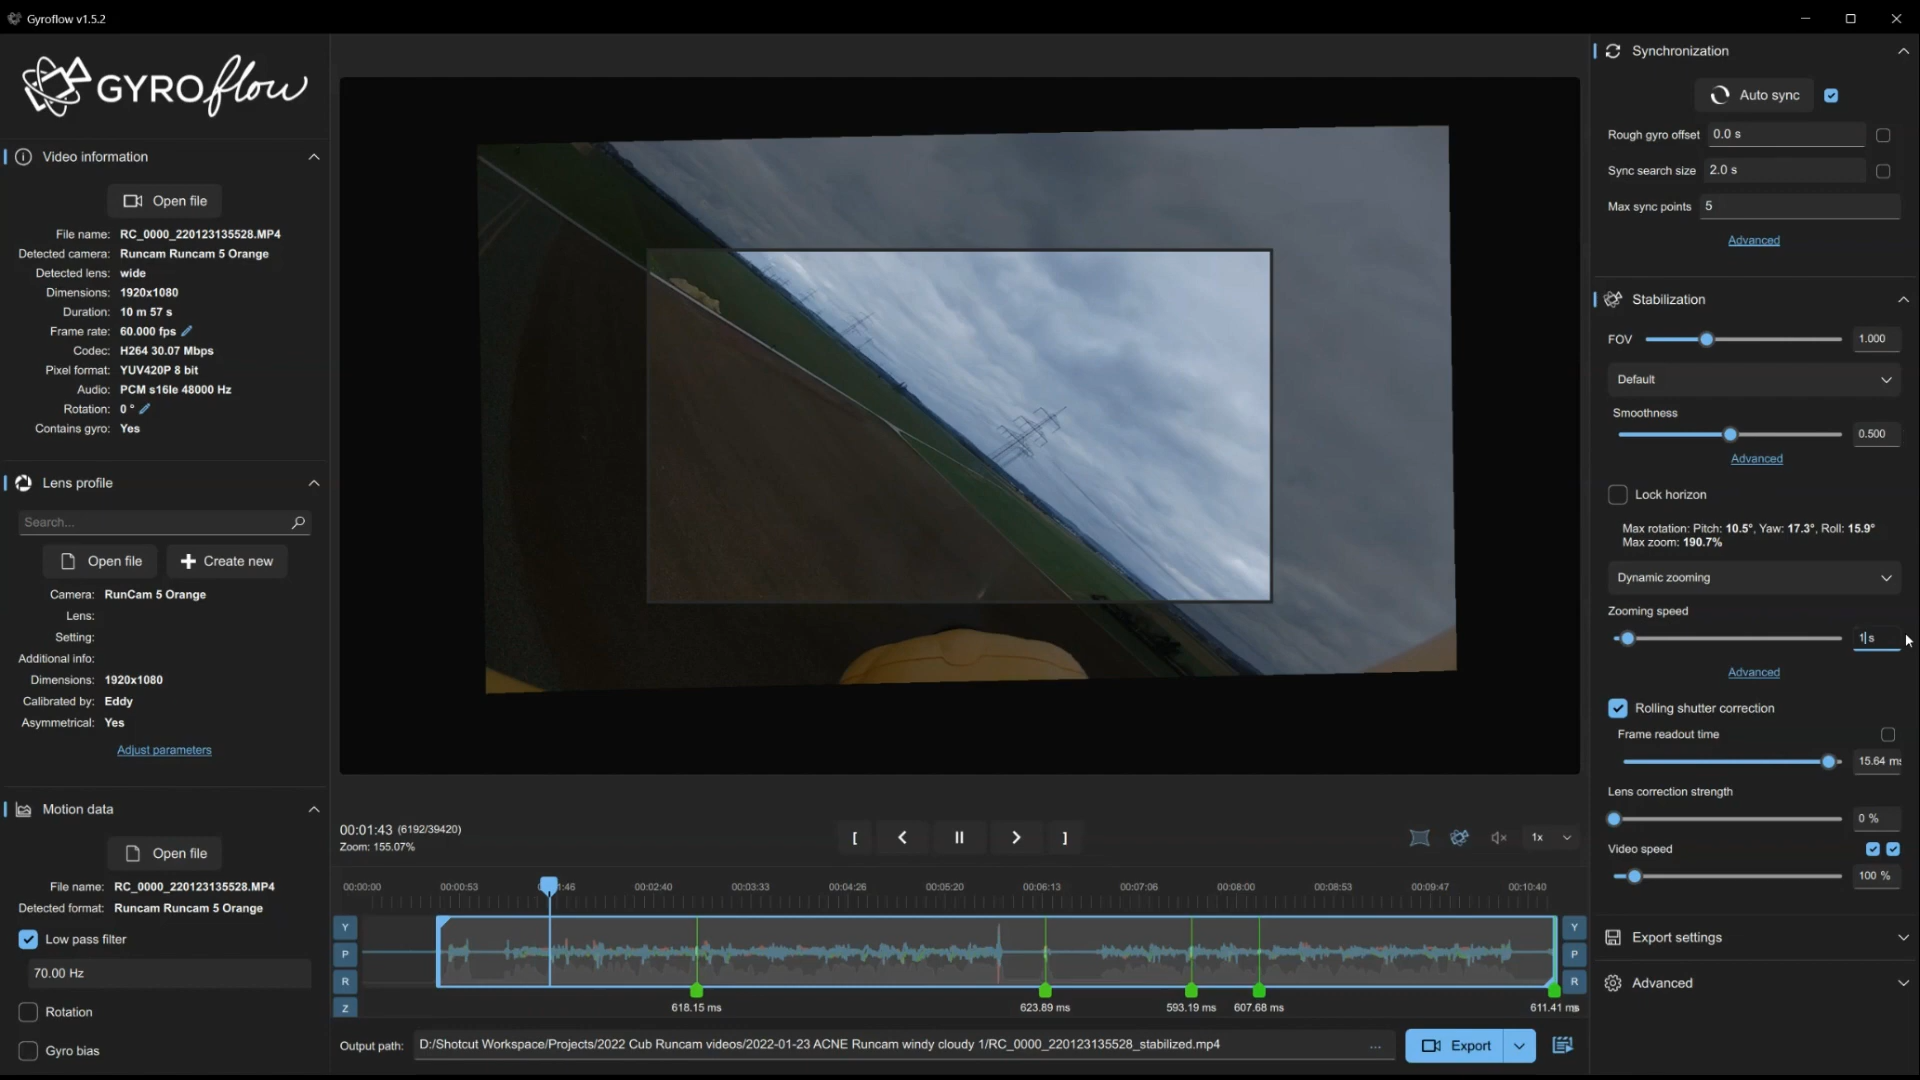 Gyroflow v1.5.2
GYROflow
Video information
Open file
File name: RC_0000_220123135528.MP4
Detected camera: Runcam Runcam 5 Orange
Detected lens: wide
Dimensions: 1920x1080
Duration: 10 m 57 s
Frame rate: 60.000 fps
Codec: H264 30.07 Mbps
Pixel format: YUV420P 8 bit
Audio: PCM s16le 48000 Hz
Rotation: 0 °
Contains gyro: Yes
Lens profile
Search...
Open file
Create new
Camera: RunCam 5 Orange
Lens:
Setting:
Additional info:
Dimensions: 1920x1080
Calibrated by: Eddy
Asymmetrical: Yes
Adjust parameters
Motion data
Open file
File name: RC_0000_220123135528.MP4
Detected format: Runcam Runcam 5 Orange
Low pass filter
70.00 Hz
Rotation
Gyro bias
00:01:43 (6192/39420)
Zoom: 155.07%
[
]
1x
00:00:00 00:00:53 1:46 00:02:40 00:03:33 00:04:26 00:05:20 00:06:13 00:07:06 00:08:00 00:08:53 00:09:47 00:10:40
Y Y
P P
R R
Z
618.15 ms 623.89 ms 593.19 ms 607.68 ms 611.41 ms
Output path: D:/Shotcut Workspace/Projects/2022 Cub Runcam videos/2022-01-23 ACNE Runcam windy cloudy 1/RC_0000_220123135528_stabilized.mp4 ...
Export
Synchronization
Auto sync
Rough gyro offset 0.0 s
Sync search size 2.0 s
Max sync points 5
Advanced
Stabilization
FOV 1.000
Default
Smoothness
0.500
Advanced
Lock horizon
Max rotation: Pitch: 10.5°, Yaw: 17.3°, Roll: 15.9°
Max zoom: 190.7%
Dynamic zooming
Zooming speed
1 s
Advanced
Rolling shutter correction
Frame readout time
15.64 ms
Lens correction strength
0 %
Video speed
100 %
Export settings
Advanced